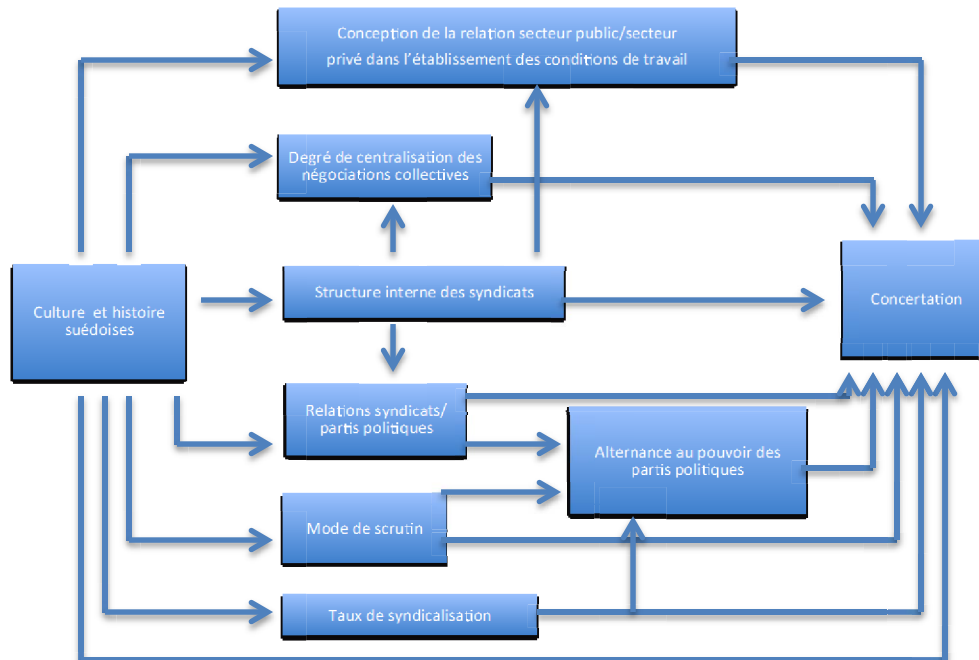 Conception de la relation secteur public/secteur
privé dans l'établissement des conditions de travail
Degré de centralisation des
négociations collectives
Culture et histoire
suédoises
Structure interne des syndicats
Concertation
Relations syndicats/
partis politiques
Alternance au pouvoir des
partis politiques
Mode de scrutin
Taux de syndicalisation